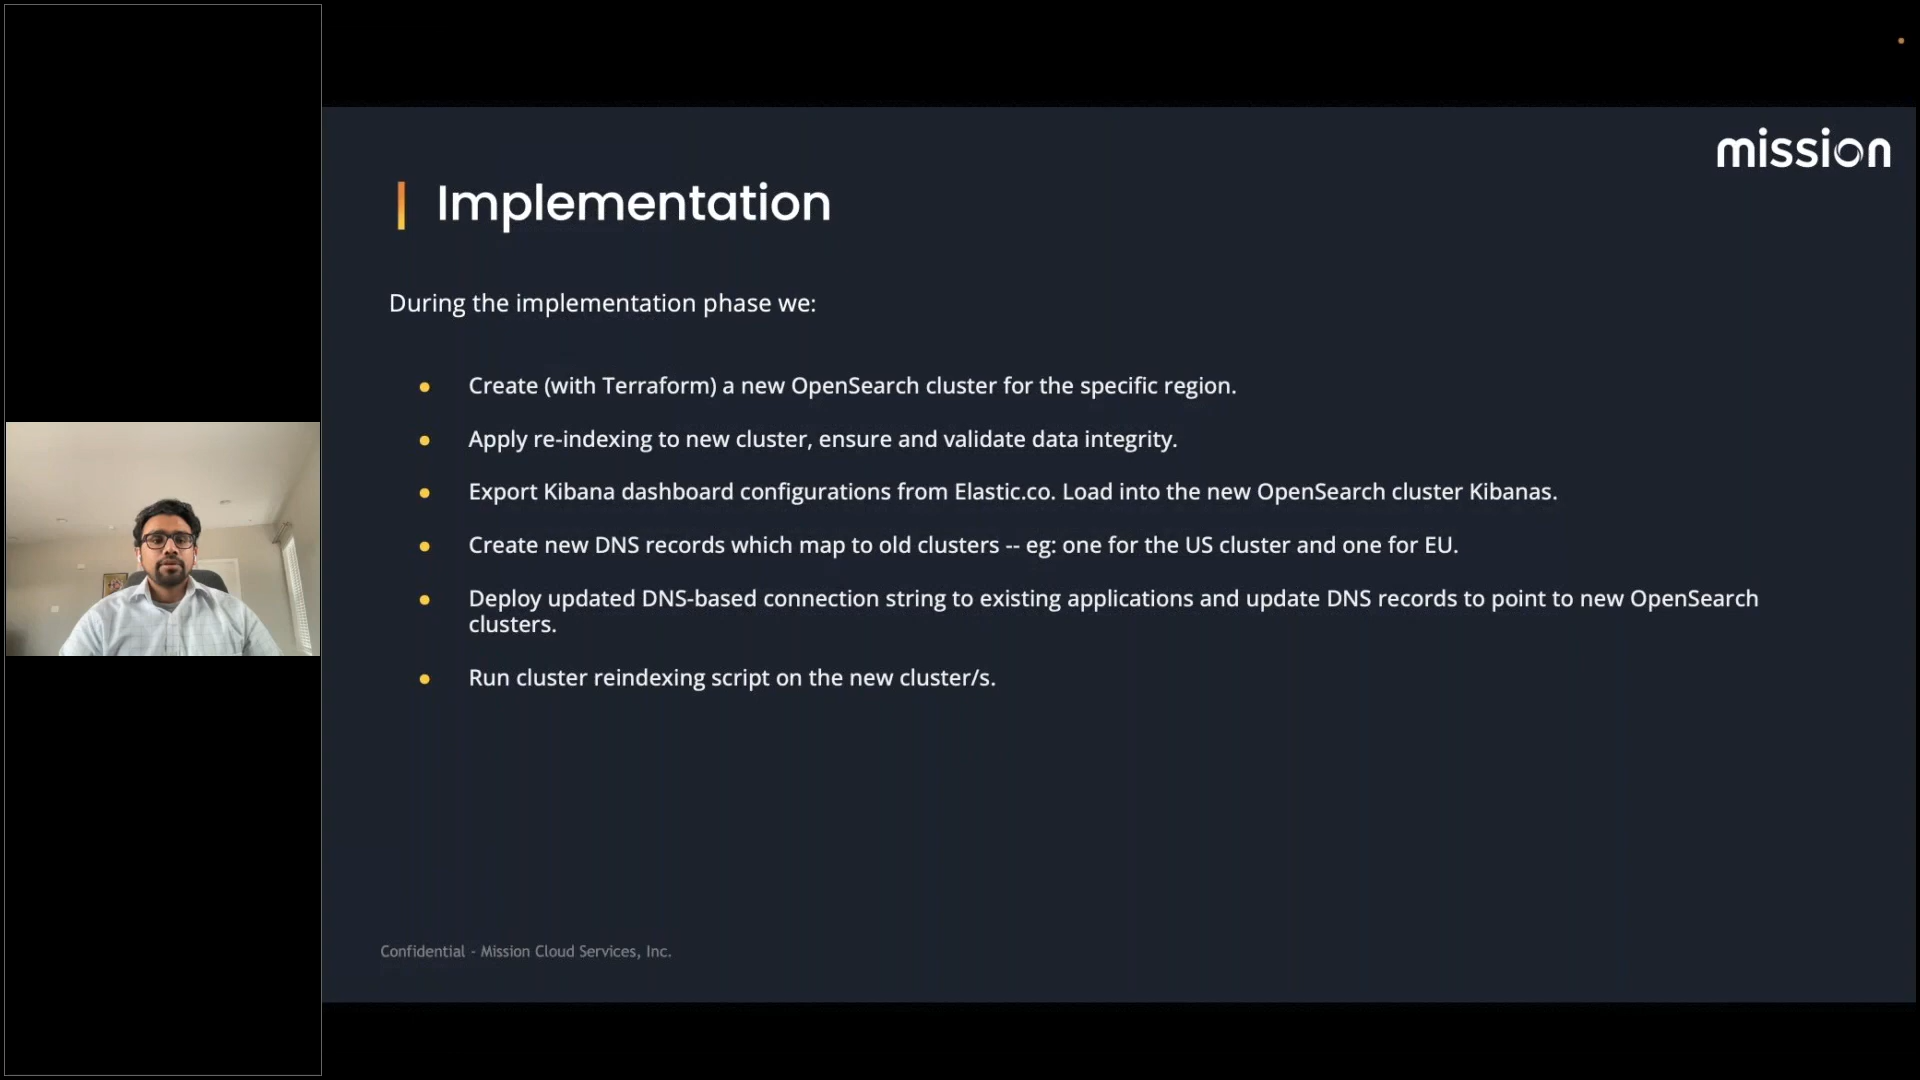 mission
Implementation
During the implementation phase we:
Create (with Terraform) a new OpenSearch cluster for the specific region.
Apply re-indexing to new cluster, ensure and validate data integrity.
Export Kibana dashboard configurations from Elastic.co. Load into the new OpenSearch cluster Kibanas.
Create new DNS records which map to old clusters -- eg: one for the US cluster and one for EU.
Deploy updated DNS-based connection string to existing applications and update DNS records to point to new OpenSearch
clusters.
Run cluster reindexing script on the new cluster/s.
Confidential - Mission Cloud Services, Inc.